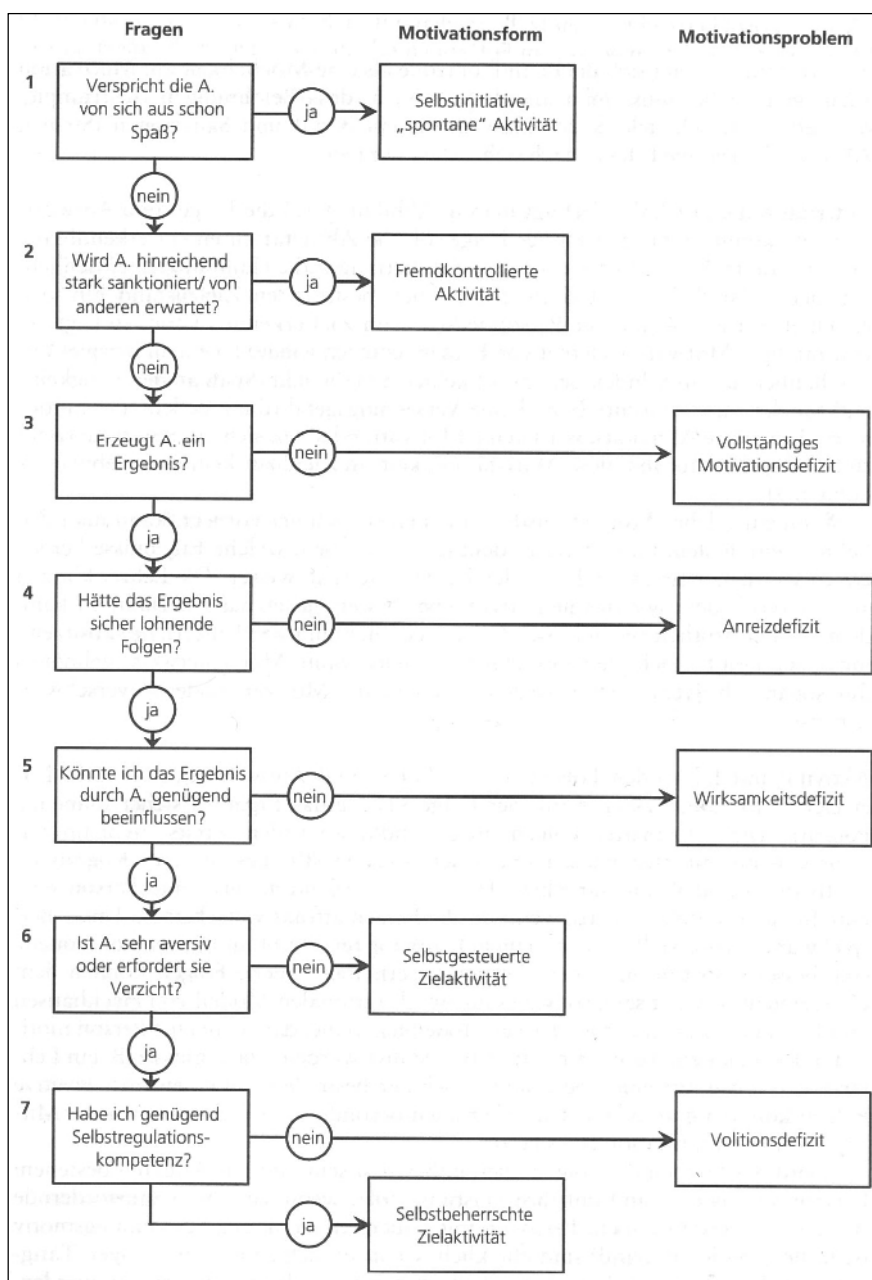 Fragen
Motivationsform
Motivationsproblem
1
Verspricht die A.
von sich aus schon
Spaß?
ja
Selbstinitiative,
„spontane“ Aktivität
nein
2
Wird A. hinreichend
stark sanktioniert/ von
anderen erwartet?
ja
Fremdkontrollierte
Aktivität
nein
3
Erzeugt A. ein
Ergebnis?
nein
Vollständiges
Motivationsdefizit
ja
4
Hätte das Ergebnis
sicher lohnende
Folgen?
nein
Anreizdefizit
ja
5
Könnte ich das Ergebnis
durch A. genügend
beeinflussen?
nein
Wirksamkeitsdefizit
ja
6
Ist A. sehr aversiv
oder erfordert sie
Verzicht?
nein
Selbstgesteuerte
Zielaktivität
ja
7
Habe ich genügend
Selbstregulations-
kompetenz?
nein
Volitionsdefizit
ja
Selbstbeherrschte
Zielaktivität